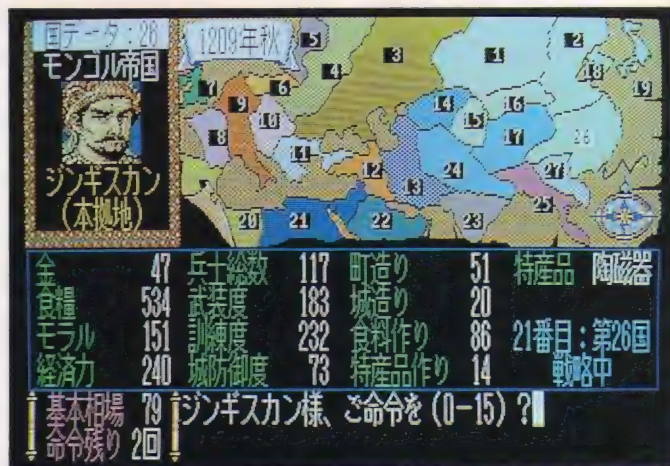 国データ：26
モンゴル帝国
ジンギスカン
（本拠地）
1209年秋
5 3 1 2
4 18 19
7 6 14 16
9 15
10 17 26
8
11 12 24 27
13 25
20 21 22 23
金 47 兵士総数 117 町造り 51 特産品 陶磁器
食糧 534 武装度 183 城造り 20
モラル 151 訓練度 232 食料作り 86 21番目：第26国
経済力 240 城防御度 73 特産品作り 14 戦略中
基本相場 79 ジンギスカン様、ご命令を（0−15）？
命令残り 2回